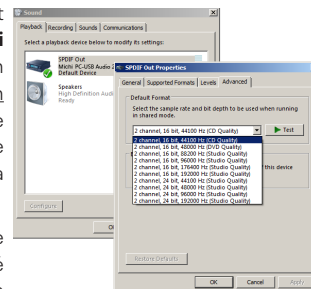 Sound
Playback Recording Sounds Communications
Select a playback device below to modify its settings:
SPDIF Out
Michi PC-USB Audio
Default Device
Speakers
High Definition Audi
Ready
Configure
SPDIF Out Properties
General Supported Formats Levels Advanced
Default Format
Select the sample rate and bit depth to be used when running
in shared mode.
2 channel, 16 bit, 44100 Hz (CD Quality)
Test
2 channel, 16 bit, 44100 Hz (CD Quality)
2 channel, 16 bit, 48000 Hz (DVD Quality)
2 channel, 16 bit, 88200 Hz (Studio Quality)
2 channel, 16 bit, 96000 Hz (Studio Quality)
2 channel, 16 bit, 176400 Hz (Studio Quality)
2 channel, 16 bit, 192000 Hz (Studio Quality)
2 channel, 24 bit, 44100 Hz (Studio Quality)
2 channel, 24 bit, 48000 Hz (Studio Quality)
2 channel, 24 bit, 96000 Hz (Studio Quality)
2 channel, 24 bit, 192000 Hz (Studio Quality)
this device
Restore Defaults
OK Cancel Apply